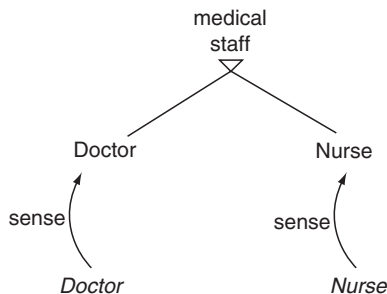 medical
staff
Doctor
Nurse
sense
sense
Doctor
Nurse